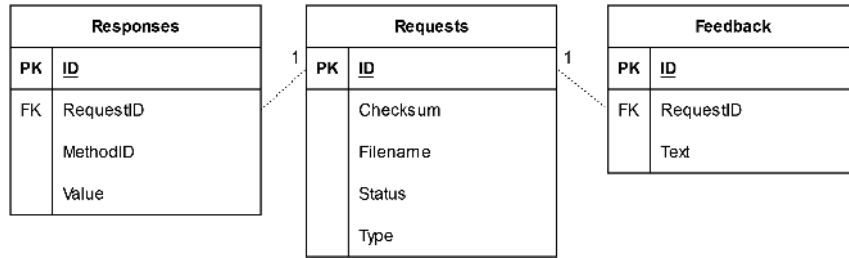 Responses
PK ID
FK RequestID
MethodID
Value
1
Requests
PK ID
Checksum
Filename
Status
Type
1
Feedback
PK ID
FK RequestID
Text